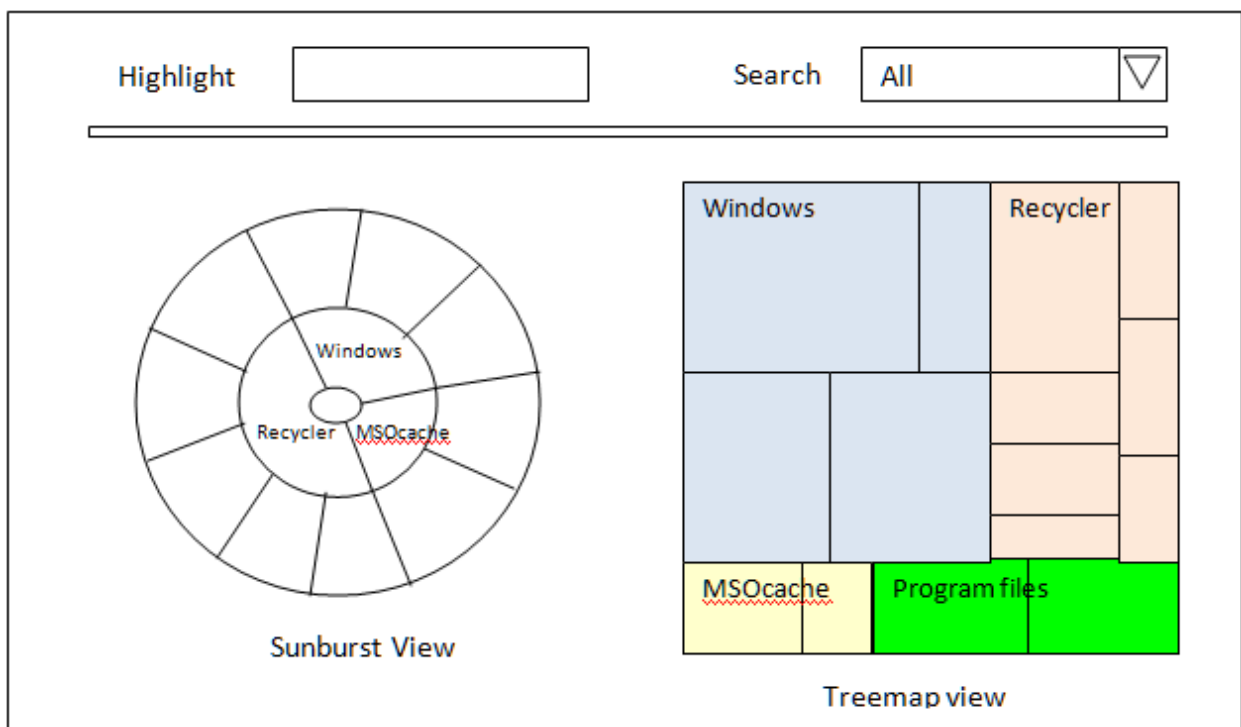 Highlight
Search
All
Windows
Recycler
MSOcache
Sunburst View
Windows
Recycler
MSOcache
Program files
Treemap view